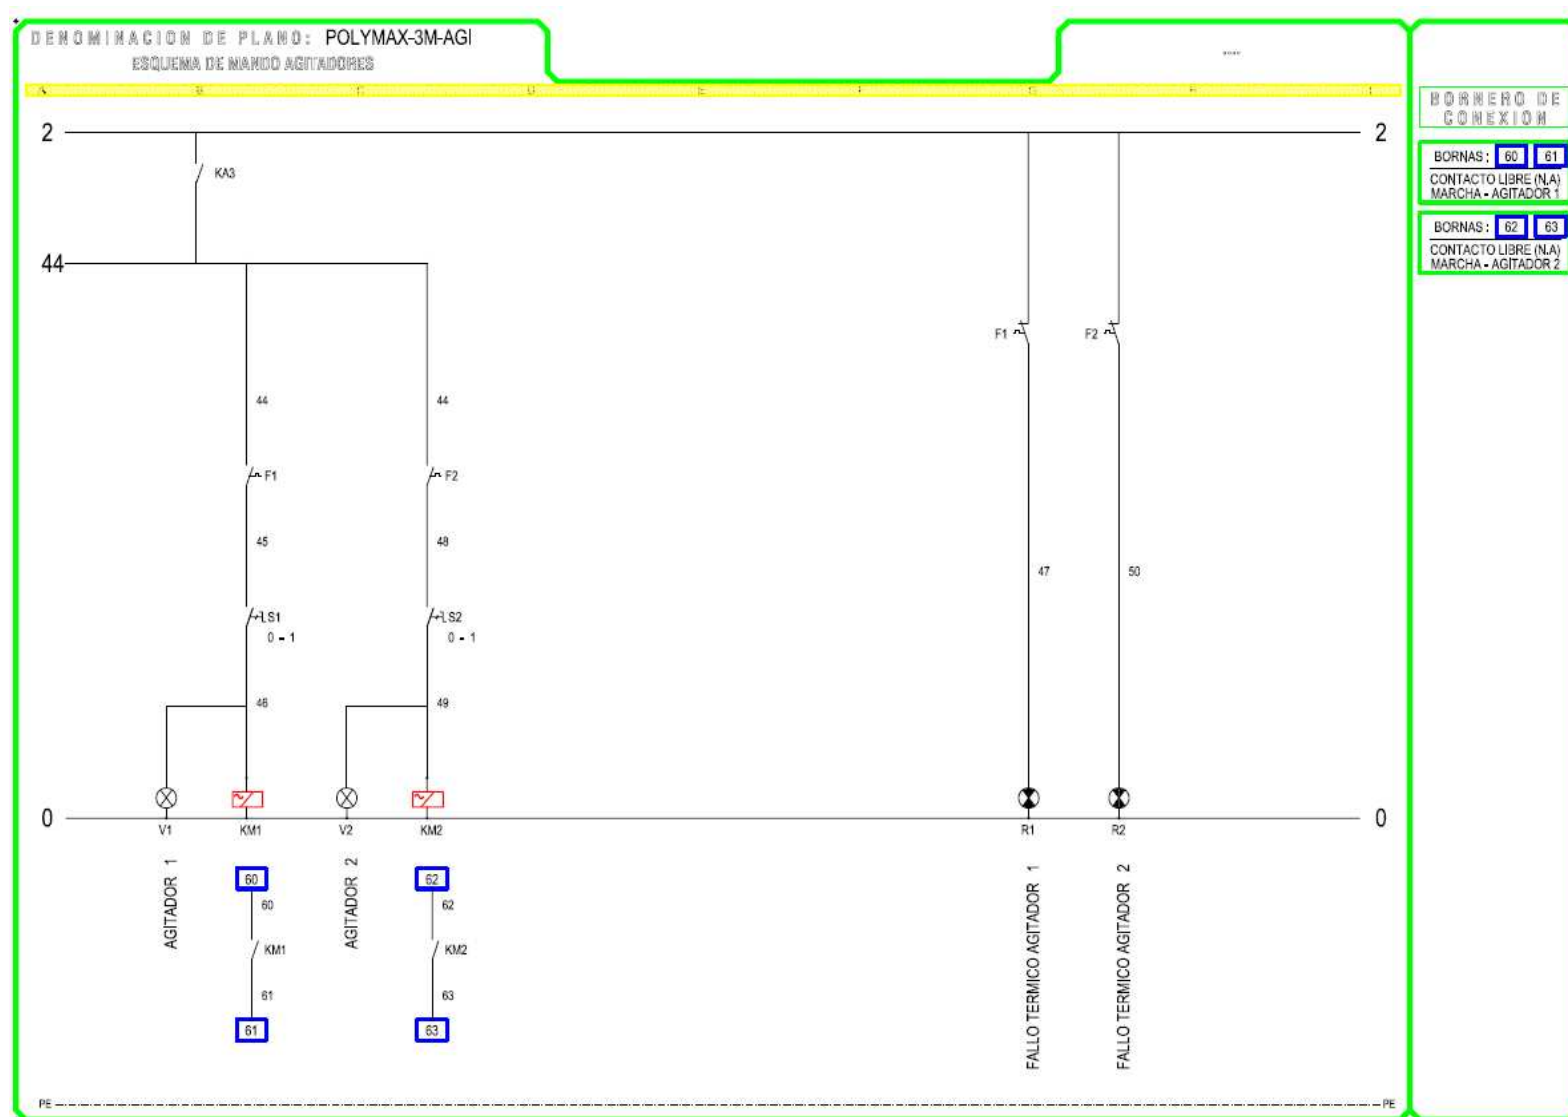 DENOMINACION DE PLANO: POLYMAX-3M-AGI
ESQUEMA DE MANDO AGITADORES
BORNERO DE
CONEXION
BORNAS: 60 61
CONTACTO LIBRE (N.A)
MARCHA - AGITADOR 1
BORNAS: 62 63
CONTACTO LIBRE (N.A)
MARCHA - AGITADOR 2
2 2
KA3
44
F1 F2
44 44
F1 F2
45 48
47 50
S1 S2
0 - 1 0 - 1
46 49
0 0
V1 KM1 V2 KM2 R1 R2
AGITADOR 1
AGITADOR 2
FALLO TERMICO AGITADOR 1
FALLO TERMICO AGITADOR 2
60 62
60 62
KM1 KM2
61 63
61 63
PE PE